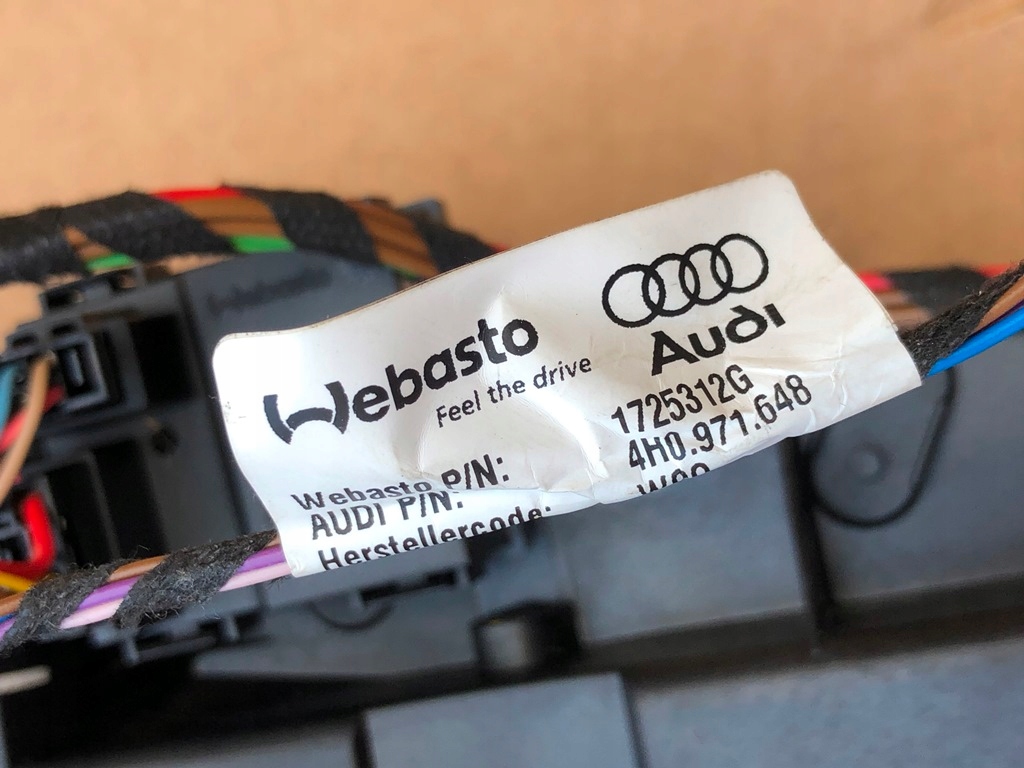 Webasto
Feel the drive
Audi
Webasto P/N: 1725312G
AUDI P/N: 4H0.971.648
Herstellercode: